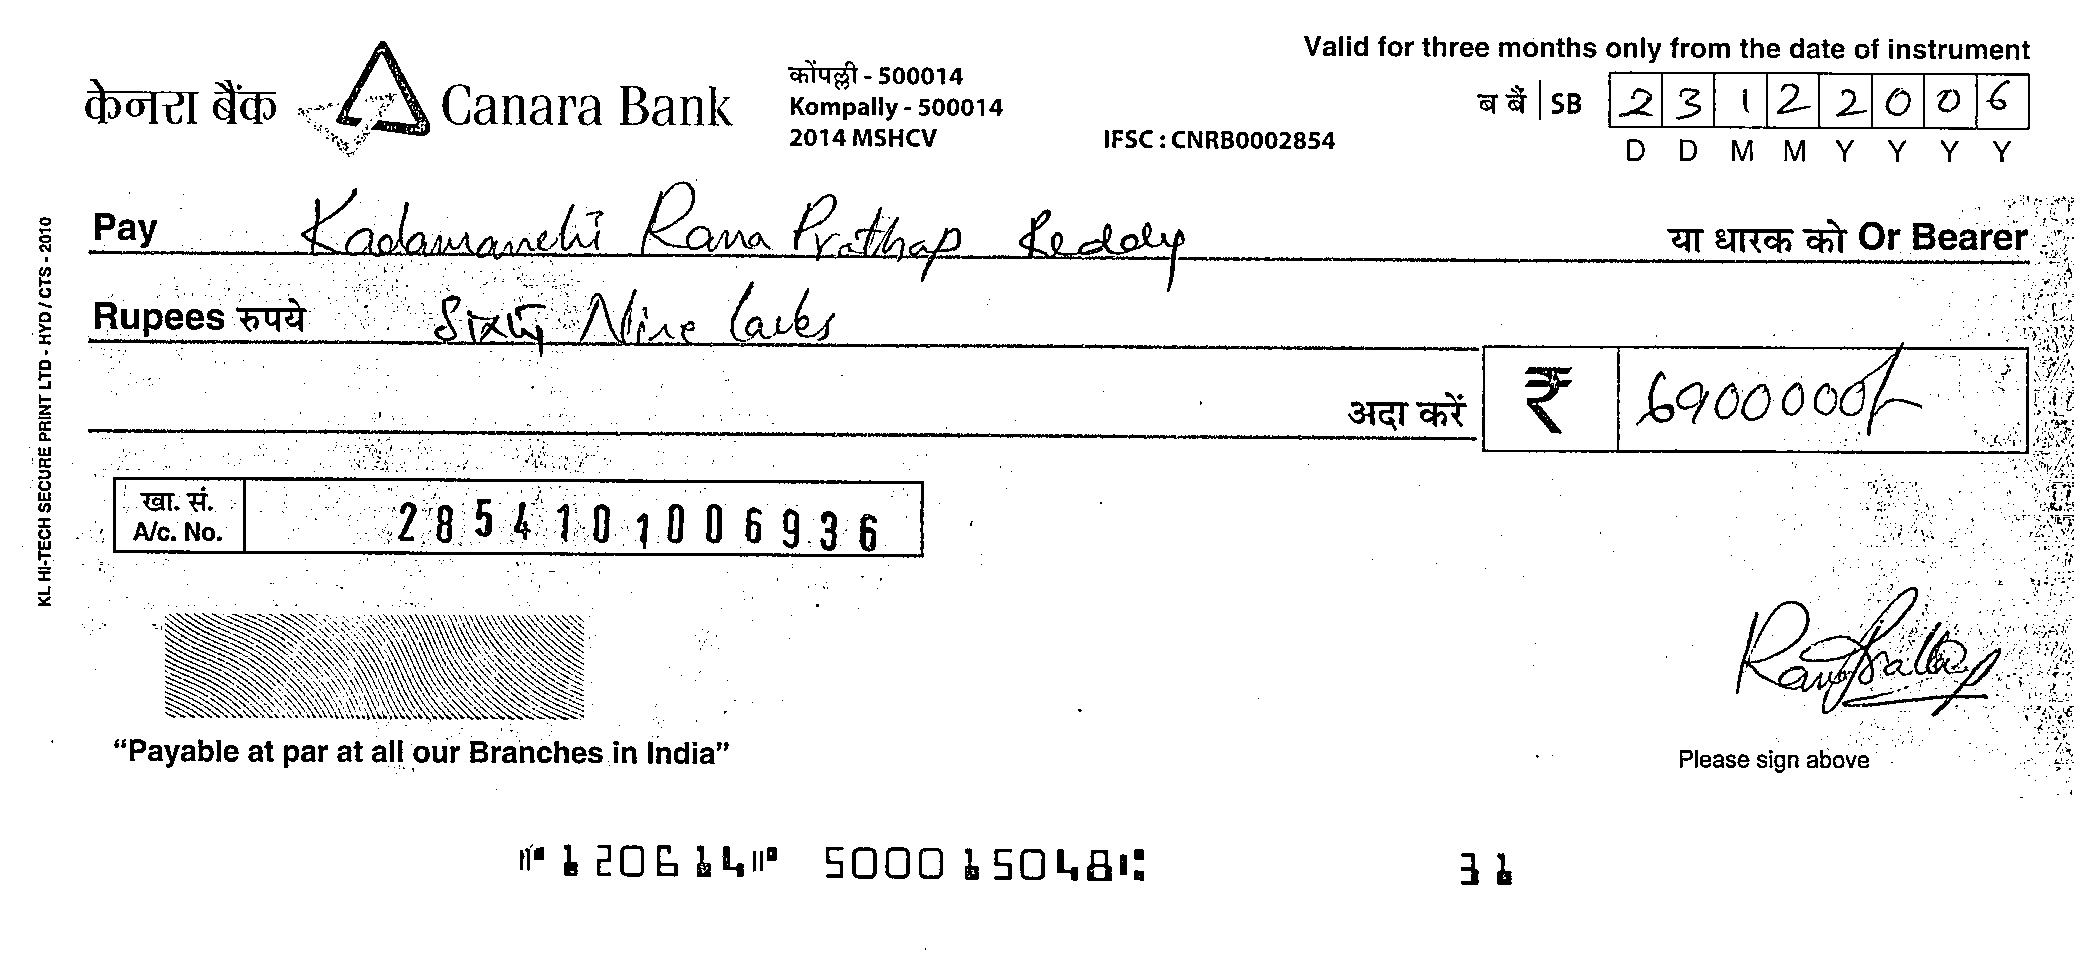 Valid for three months only from the date of instrument
केनरा बैंक Canara Bank
कोंपल्ली - 500014
Kompally - 500014
2014 MSHCV
IFSC : CNRB0002854
ब बैं | SB 2 3 1 2 2 0 0 6
D D M M Y Y Y Y
Pay Kadamanchi Rana Prathap Reddy या धारक को Or Bearer
Rupees रुपये Sixty Nine lacks
अदा करें ₹ 6900000/-
खा. सं.
A/c. No. 2854101006936
KL HI-TECH SECURE PRINT LTD - HYD / CTS - 2010
Rana Prathap
"Payable at par at all our Branches in India"
Please sign above
⑈120614⑈ 500015048⑆ 31